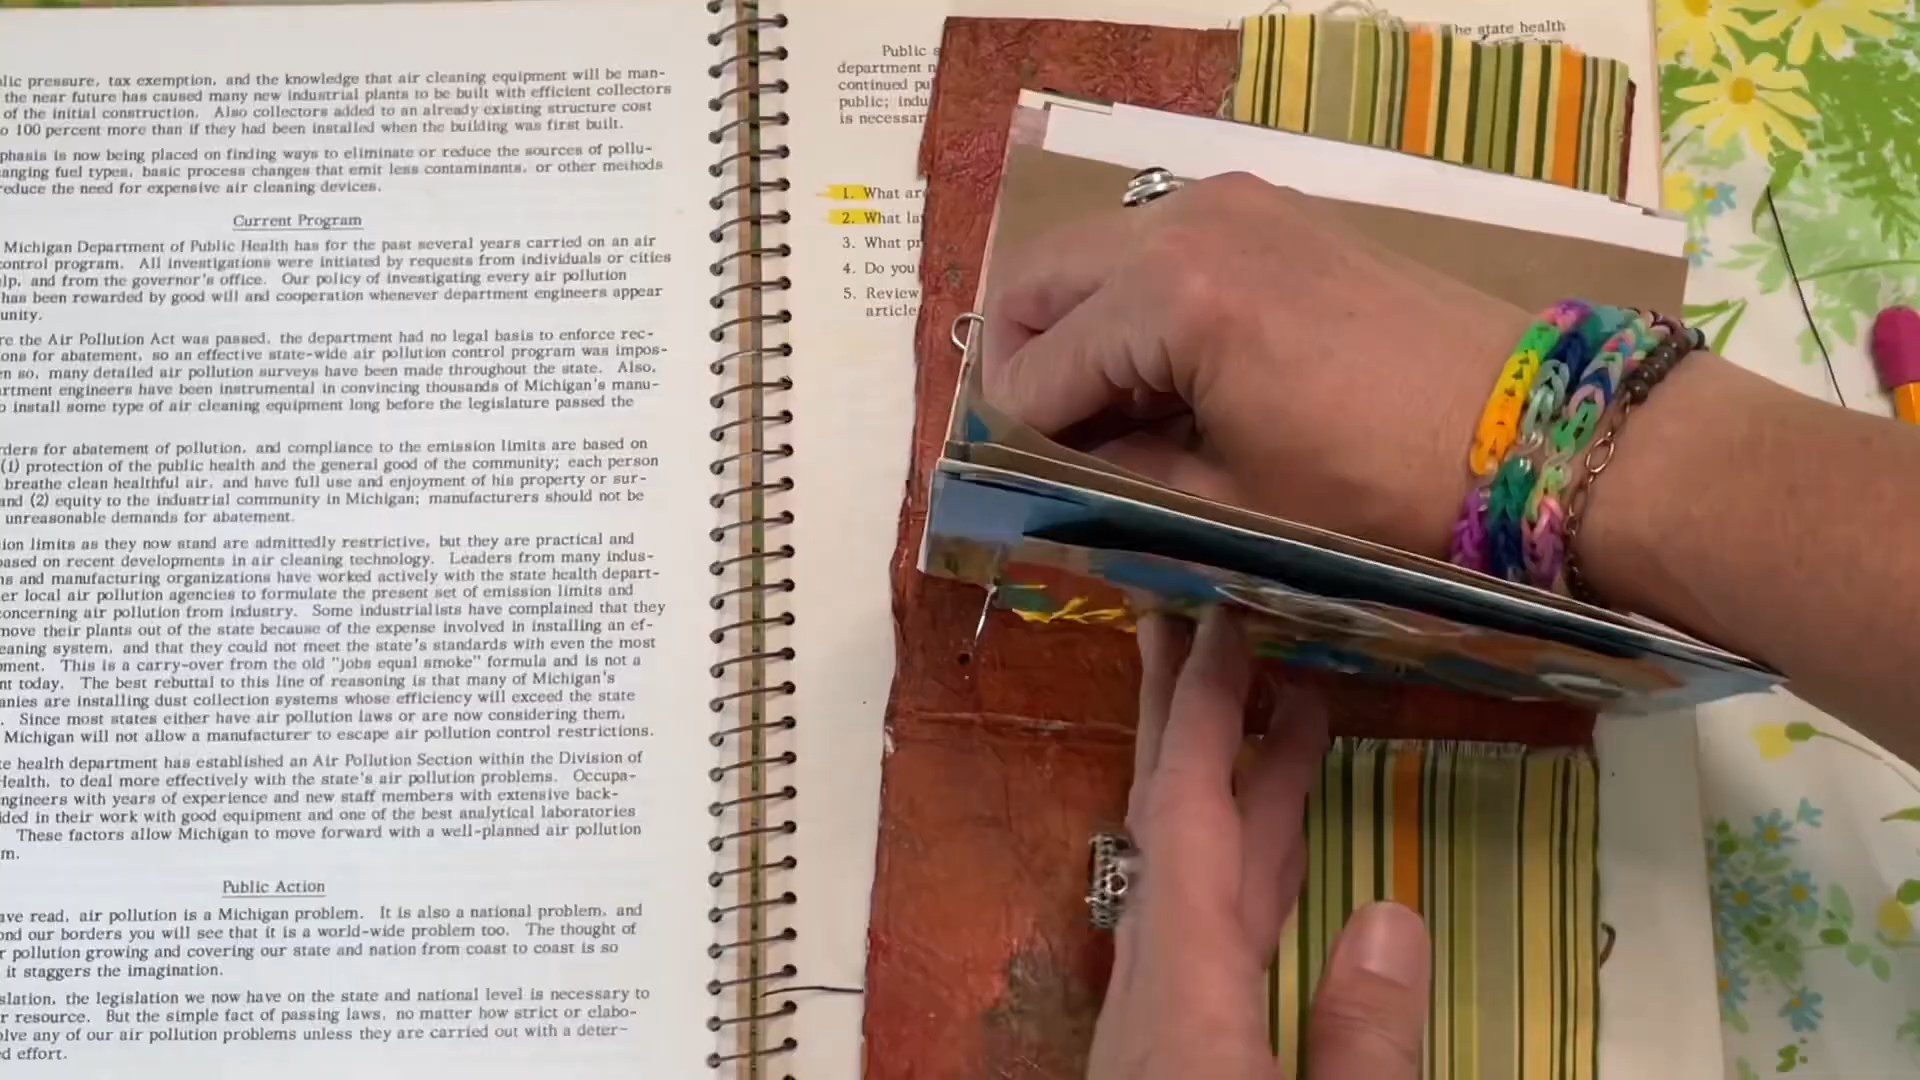 lic pressure, tax exemption, and the knowledge that air cleaning equipment will be man-
the near future has caused many new industrial plants to be built with efficient collectors
of the initial construction. Also collectors added to an already existing structure cost
o 100 percent more than if they had been installed when the building was first built.
phasis is now being placed on finding ways to eliminate or reduce the sources of pollu-
anging fuel types, basic process changes that emit less contaminants, or other methods
reduce the need for expensive air cleaning devices.
Current Program
Michigan Department of Public Health has for the past several years carried on an air
control program. All investigations were initiated by requests from individuals or cities
lp, and from the governor's office. Our policy of investigating every air pollution
has been rewarded by good will and cooperation whenever department engineers appear
unity.
re the Air Pollution Act was passed, the department had no legal basis to enforce rec-
ons for abatement, so an effective state-wide air pollution control program was impos-
en so, many detailed air pollution surveys have been made throughout the state. Also,
artment engineers have been instrumental in convincing thousands of Michigan's manu-
o install some type of air cleaning equipment long before the legislature passed the
rders for abatement of pollution, and compliance to the emission limits are based on
(1) protection of the public health and the general good of the community; each person
breathe clean healthful air, and have full use and enjoyment of his property or sur-
and (2) equity to the industrial community in Michigan; manufacturers should not be
unreasonable demands for abatement.
ion limits as they now stand are admittedly restrictive, but they are practical and
based on recent developments in air cleaning technology. Leaders from many indus-
ns and manufacturing organizations have worked actively with the state health depart-
er local air pollution agencies to formulate the present set of emission limits and
concerning air pollution from industry. Some industrialists have complained that they
move their plants out of the state because of the expense involved in installing an ef-
eaning system, and that they could not meet the state's standards with even the most
pment. This is a carry-over from the old "jobs equal smoke" formula and is not a
nt today. The best rebuttal to this line of reasoning is that many of Michigan's
anies are installing dust collection systems whose efficiency will exceed the state
. Since most states either have air pollution laws or are now considering them,
Michigan will not allow a manufacturer to escape air pollution control restrictions.
te health department has established an Air Pollution Section within the Division of
Health, to deal more effectively with the state's air pollution problems. Occupa-
ngineers with years of experience and new staff members with extensive back-
ided in their work with good equipment and one of the best analytical laboratories
These factors allow Michigan to move forward with a well-planned air pollution
m.
Public Action
ave read, air pollution is a Michigan problem. It is also a national problem, and
ond our borders you will see that it is a world-wide problem too. The thought of
r pollution growing and covering our state and nation from coast to coast is so
it staggers the imagination.
slation, the legislation we now have on the state and national level is necessary to
r resource. But the simple fact of passing laws, no matter how strict or elabo-
olve any of our air pollution problems unless they are carried out with a deter-
d effort.
Public s he state health
department n
continued pu
public; indu
is necessar
1. What are
2. What la
3. What pr
4. Do you
5. Review
article